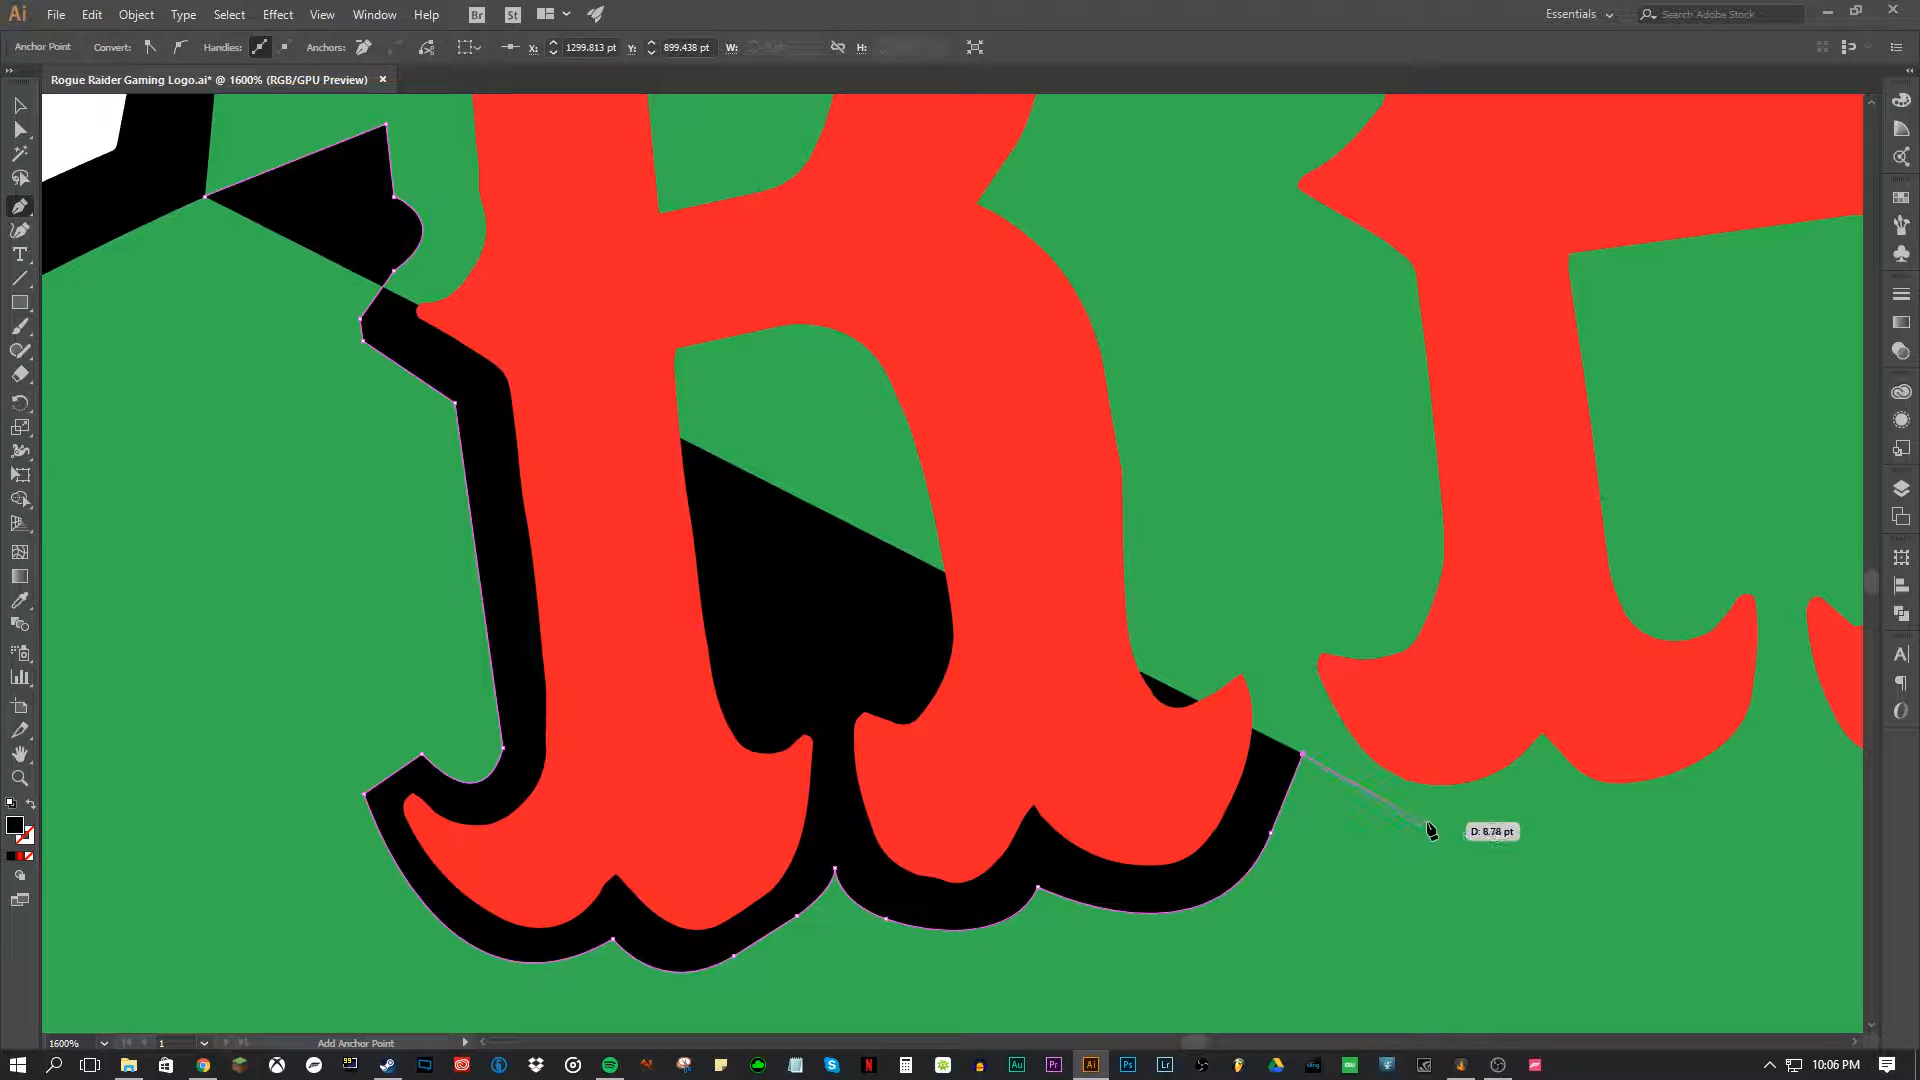 Ai File Edit Object Type Select Effect View Window Help Br St Essentials Search Adobe Stock
Anchor Point Convert: Handles: Anchors: X: 1299.813 pt Y: 899.438 pt W: H:
Rogue Raider Gaming Logo.ai* @ 1600% (RGB/GPU Preview) ×
D: 8.78 pt
1600% 1 Add Anchor Point
10:06 PM